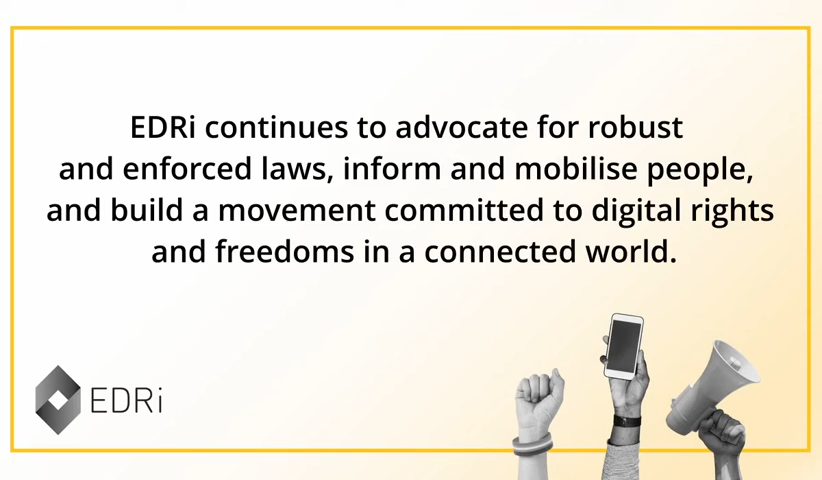 EDRi continues to advocate for robust
and enforced laws, inform and mobilise people,
and build a movement committed to digital rights
and freedoms in a connected world.
EDRi